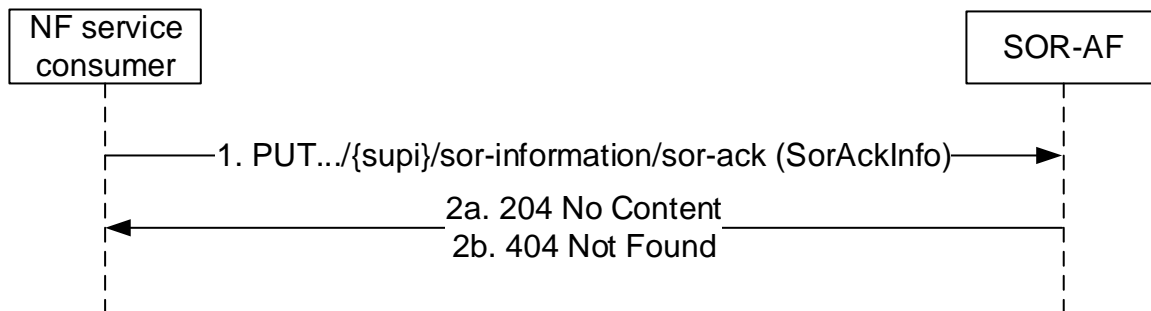 NF service
consumer
SOR-AF
1. PUT.../{supi}/sor-information/sor-ack (SorAckInfo)
2a. 204 No Content
2b. 404 Not Found